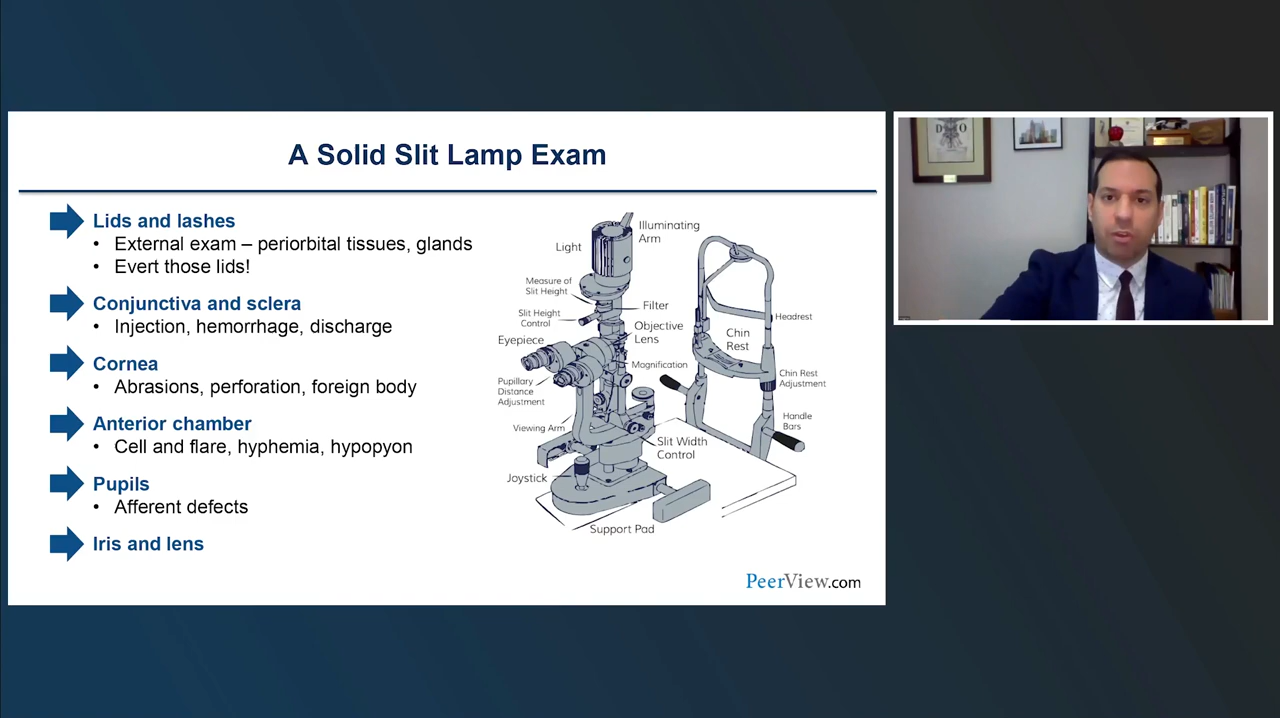 A Solid Slit Lamp Exam
Lids and lashes
• External exam – periorbital tissues, glands
• Evert those lids!
Conjunctiva and sclera
• Injection, hemorrhage, discharge
Cornea
• Abrasions, perforation, foreign body
Anterior chamber
• Cell and flare, hyphemia, hypopyon
Pupils
• Afferent defects
Iris and lens
Illuminating
Arm
Light
Measure of
Slit Height
Filter
Slit Height
Control
Objective
Lens
Eyepiece
Magnification
Pupillary
Distance
Adjustment
Viewing Arm
Slit Width
Control
Joystick
Support Pad
Headrest
Chin
Rest
Chin Rest
Adjustment
Handle
Bars
PeerView.com
D O